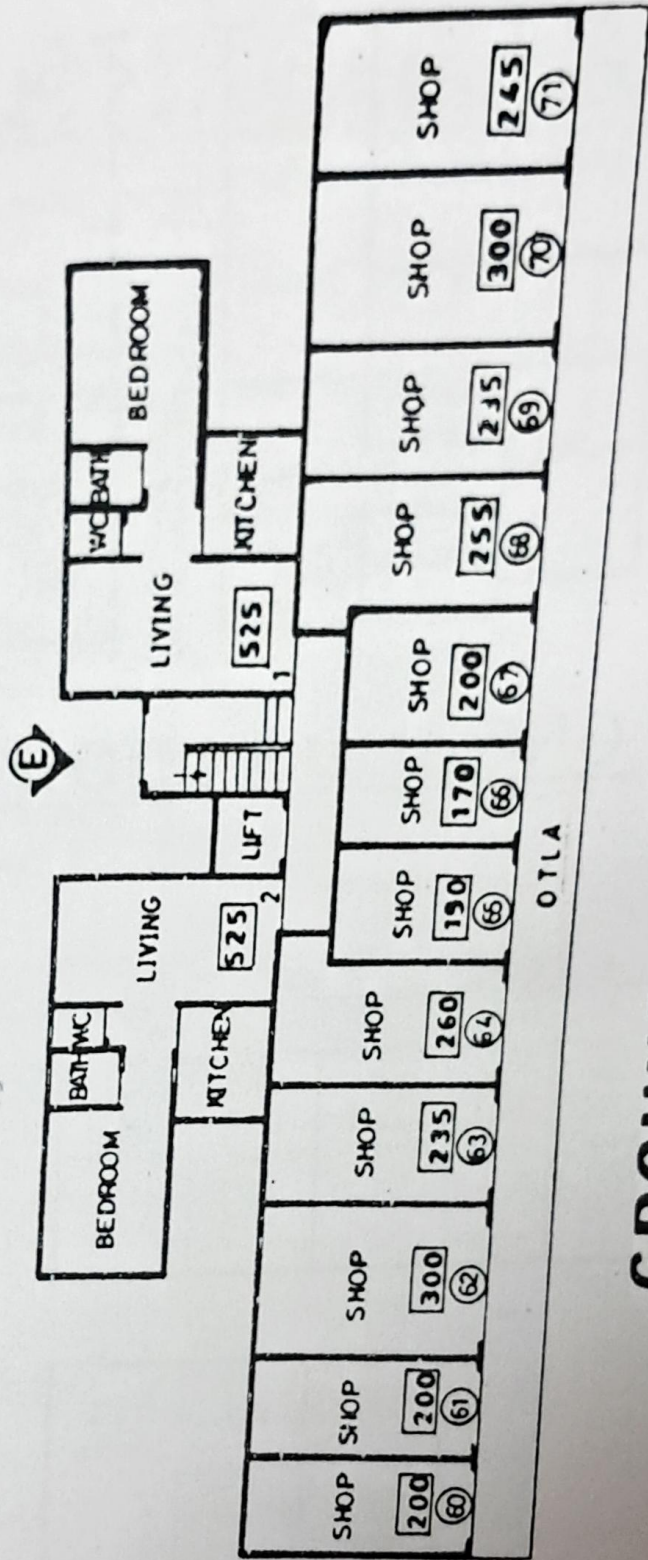 E
BEDROOM
BATH
WC
LIVING
KITCHEN
525
2
LIFT
WC
BATH
BEDROOM
LIVING
525
1
KITCHEN
SHOP
200
60
SHOP
200
61
SHOP
300
62
SHOP
235
63
SHOP
260
64
SHOP
190
65
SHOP
170
66
SHOP
200
67
SHOP
255
68
SHOP
235
69
SHOP
300
70
SHOP
245
71
OTLA